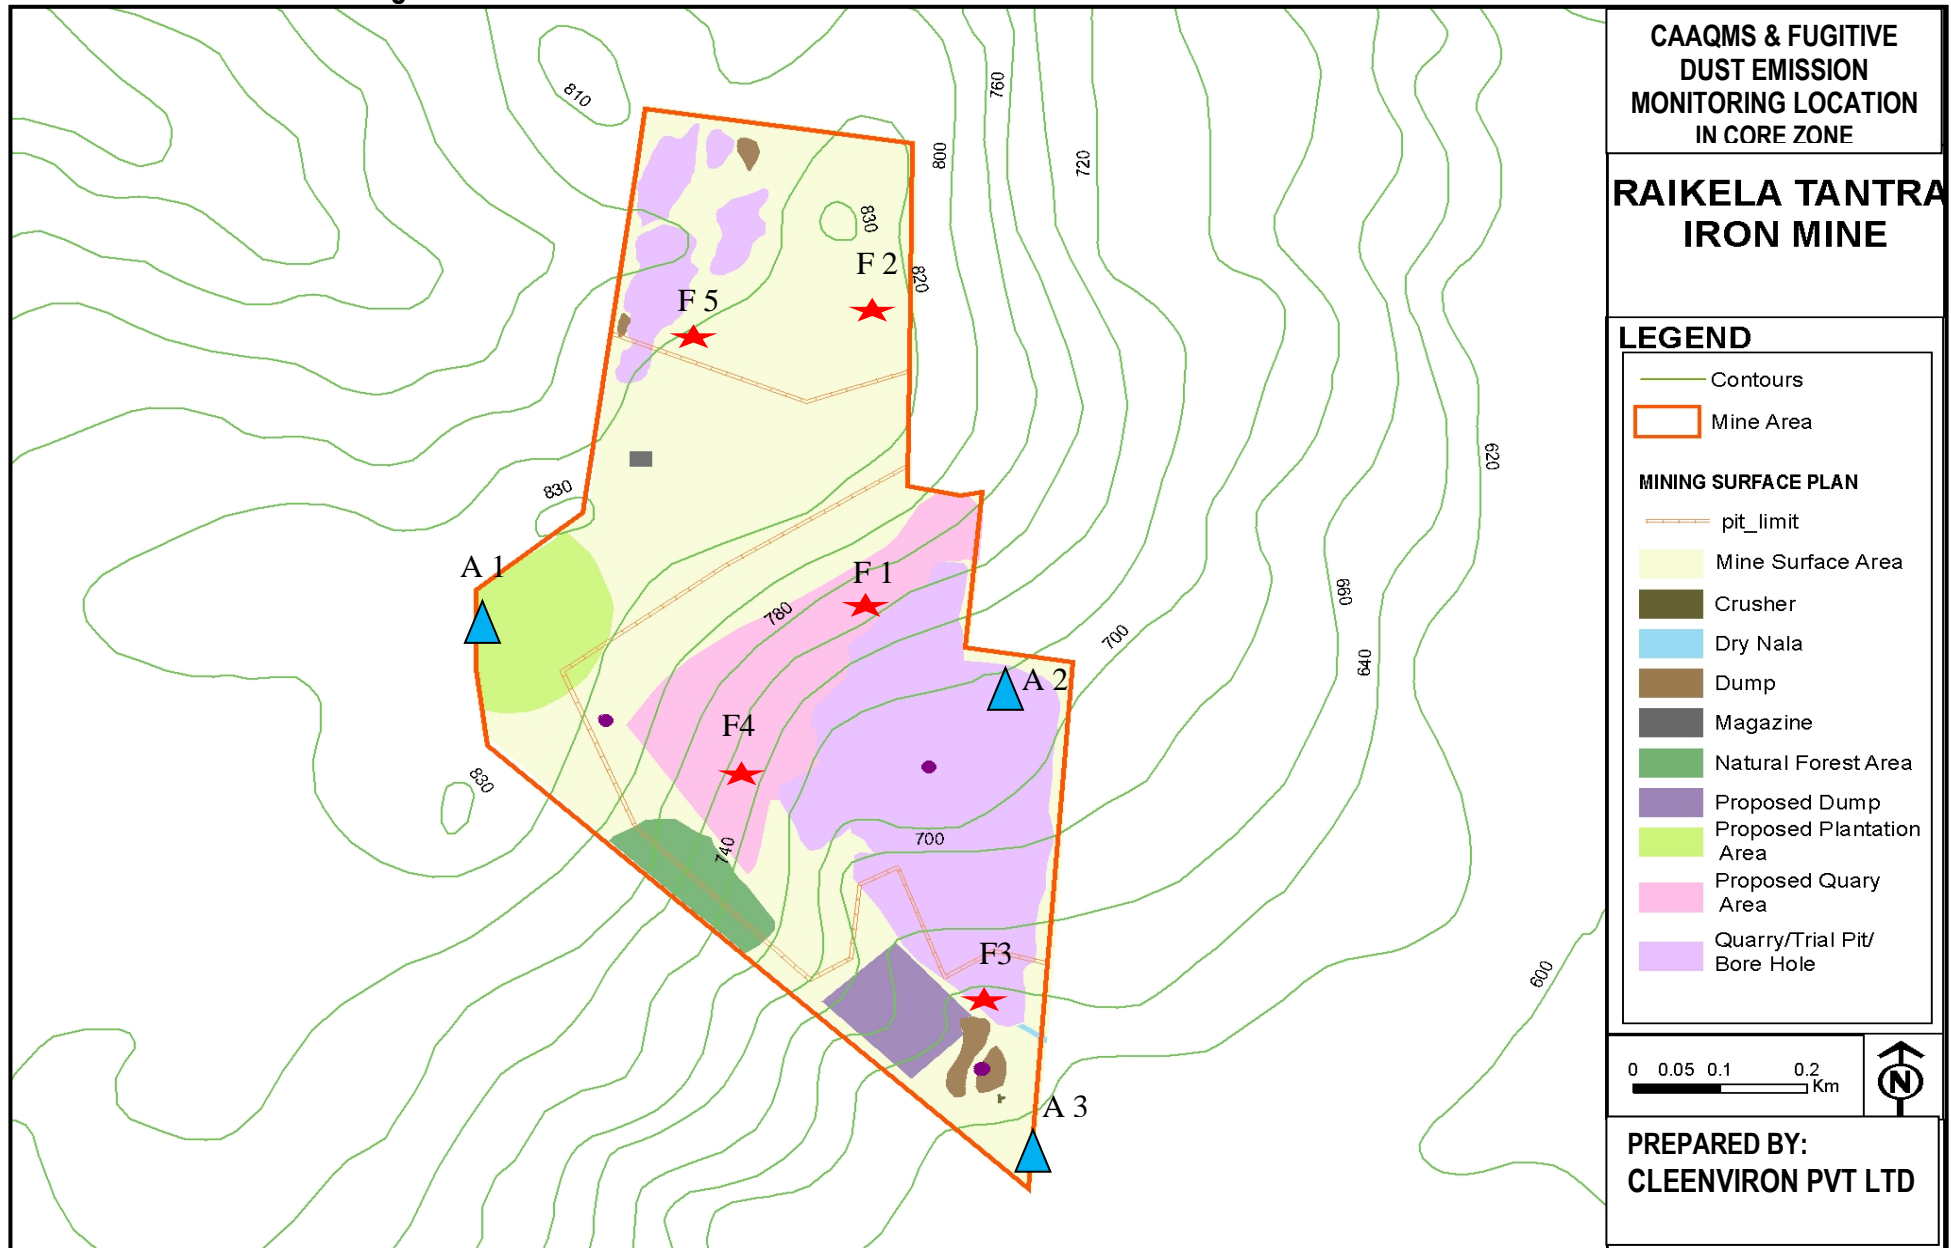 810
760
800
720
830
F 2
820
F 5
620
830
A 1
F 1
780
660
700
640
A 2
F4
830
740
700
F3
600
A 3
CAAQMS & FUGITIVE
DUST EMISSION
MONITORING LOCATION
IN CORE ZONE
RAIKELA TANTRA
IRON MINE
LEGEND
Contours
Mine Area
MINING SURFACE PLAN
pit_limit
Mine Surface Area
Crusher
Dry Nala
Dump
Magazine
Natural Forest Area
Proposed Dump
Proposed Plantation
Area
Proposed Quary
Area
Quarry/Trial Pit/
Bore Hole
0 0.05 0.1 0.2
Km
N
PREPARED BY:
CLEENVIRON PVT LTD